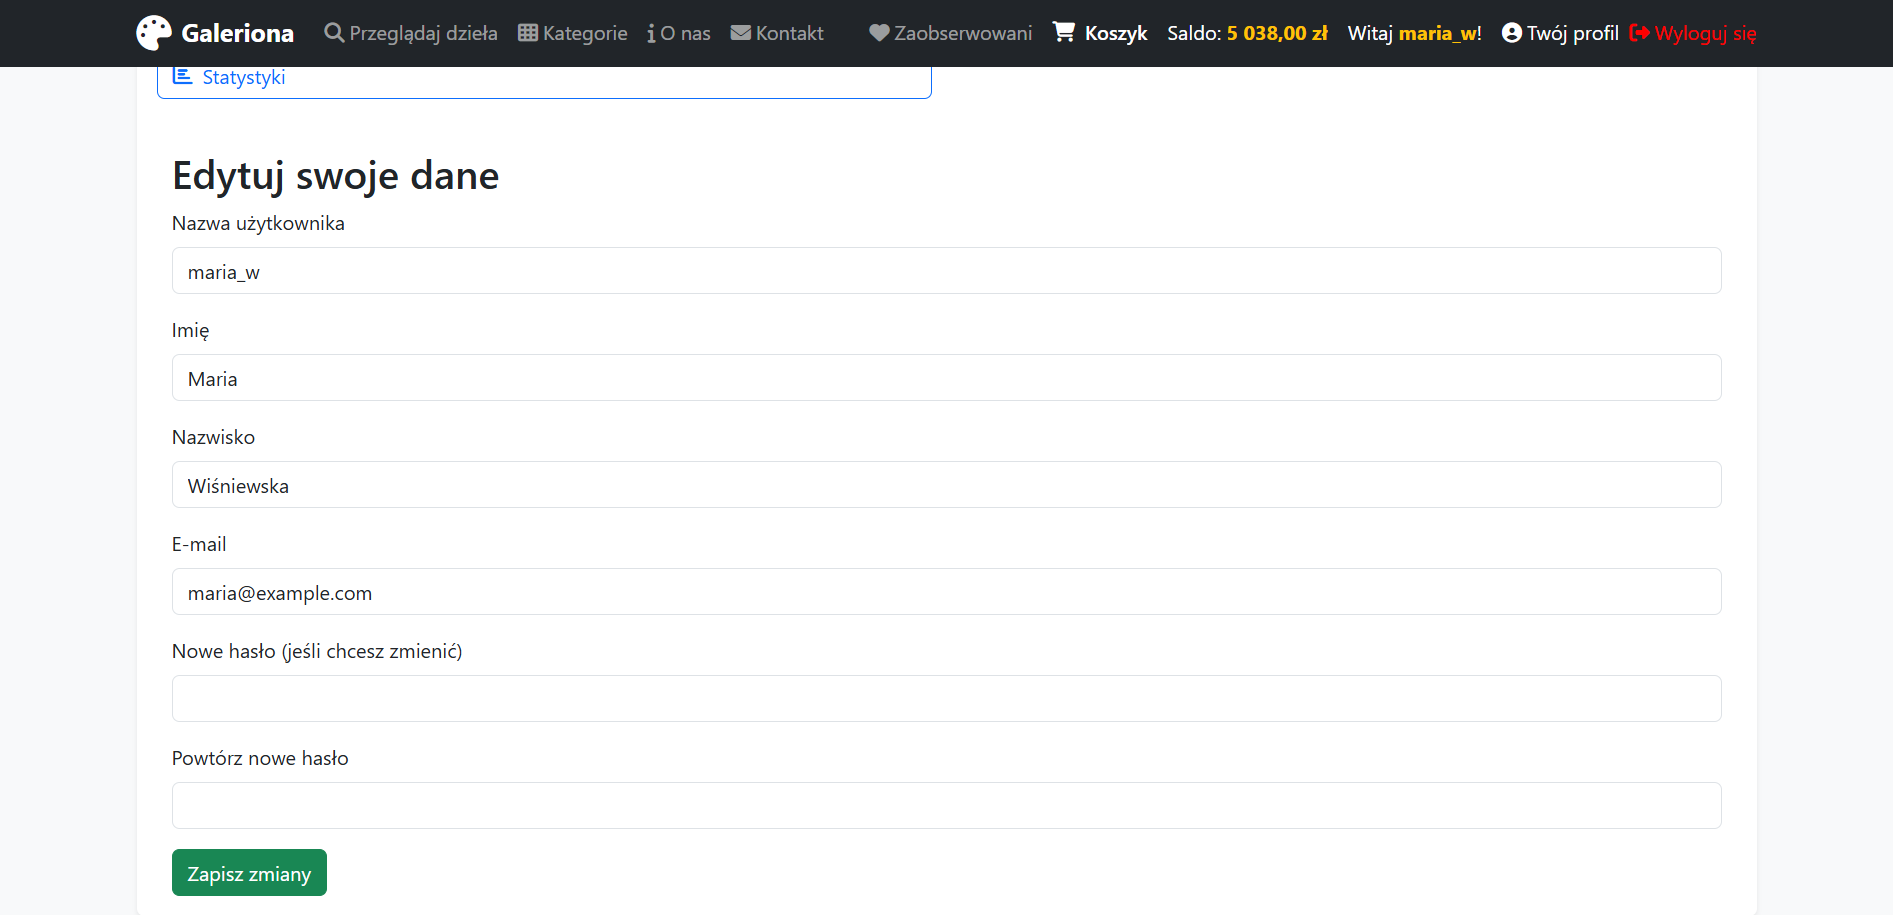 Galeriona Przeglądaj dzieła Kategorie O nas Kontakt Zaobserwowani Koszyk Saldo: 5 038,00 zł Witaj maria_w! Twój profil Wyloguj się
Statystyki
Edytuj swoje dane
Nazwa użytkownika
maria_w
Imię
Maria
Nazwisko
Wiśniewska
E-mail
maria@example.com
Nowe hasło (jeśli chcesz zmienić)
Powtórz nowe hasło
Zapisz zmiany